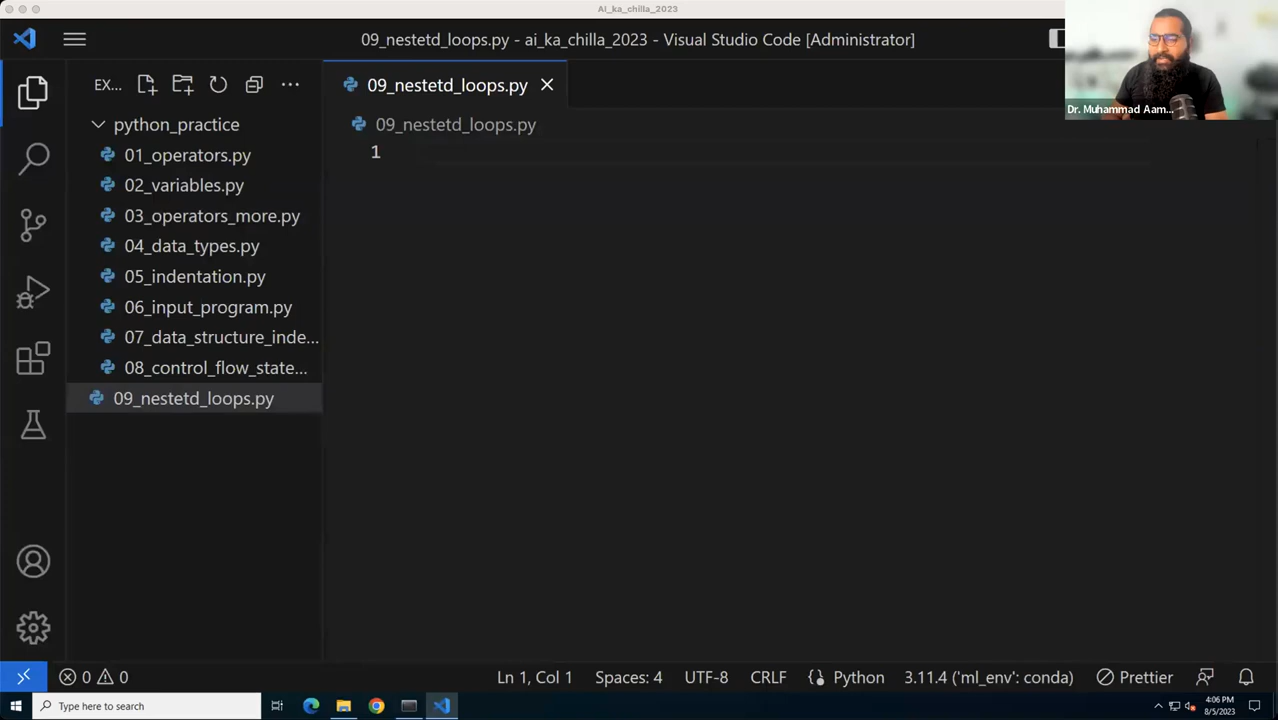 Ai_ka_chilla_2023
09_nestetd_loops.py - ai_ka_chilla_2023 - Visual Studio Code [Administrator]
Dr. Muhammad Aam...
EX...
09_nestetd_loops.py
python_practice
09_nestetd_loops.py
1
01_operators.py
02_variables.py
03_operators_more.py
04_data_types.py
05_indentation.py
06_input_program.py
07_data_structure_inde...
08_control_flow_state...
09_nestetd_loops.py
0 0
Ln 1, Col 1
Spaces: 4
UTF-8
CRLF
Python
3.11.4 ('ml_env': conda)
Prettier
Type here to search
4:06 PM
8/5/2023